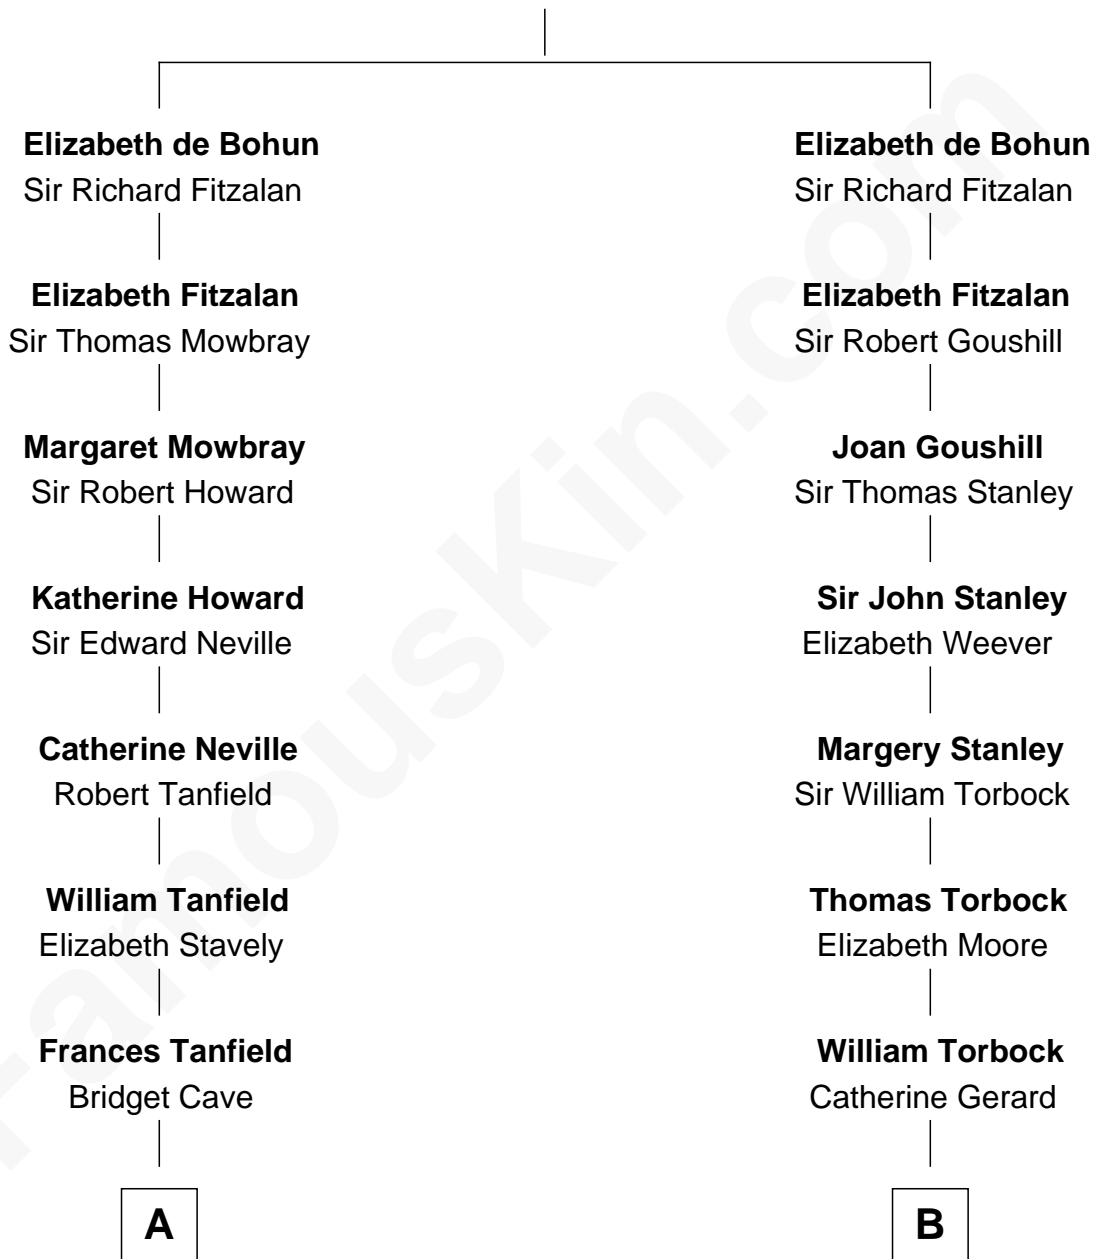 Elizabeth de Bohun
Sir Richard Fitzalan
Elizabeth Fitzalan
Sir Thomas Mowbray
Margaret Mowbray
Sir Robert Howard
Katherine Howard
Sir Edward Neville
Catherine Neville
Robert Tanfield
William Tanfield
Elizabeth Stavely
Frances Tanfield
Bridget Cave
A
Elizabeth de Bohun
Sir Richard Fitzalan
Elizabeth Fitzalan
Sir Robert Goushill
Joan Goushill
Sir Thomas Stanley
Sir John Stanley
Elizabeth Weever
Margery Stanley
Sir William Torbock
Thomas Torbock
Elizabeth Moore
William Torbock
Catherine Gerard
B
FamousKin.com